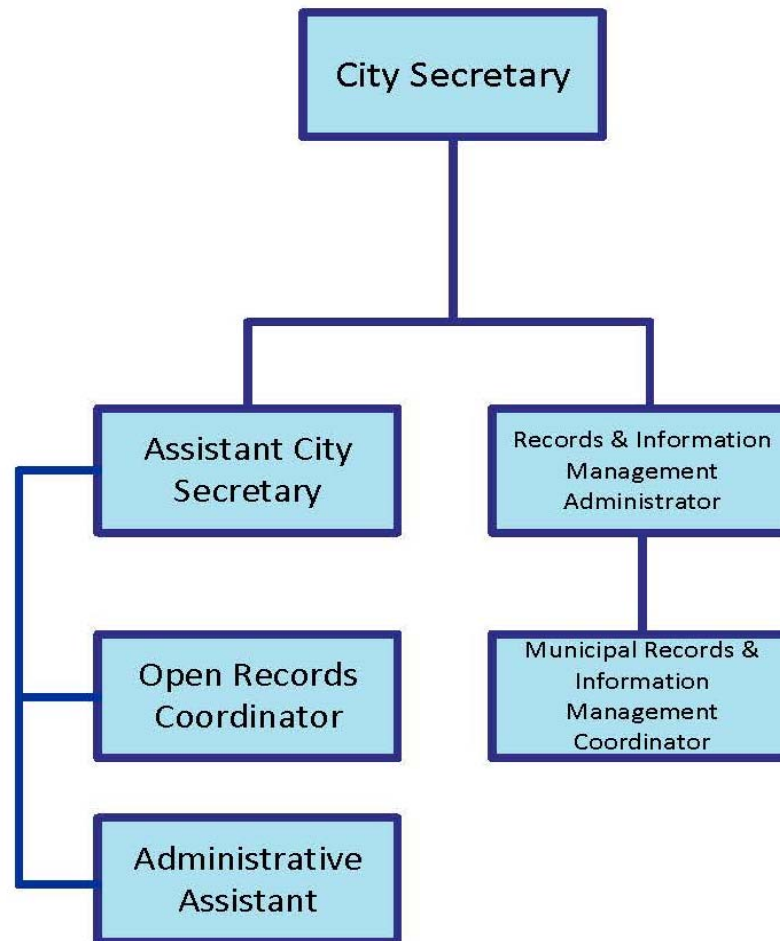 City Secretary
Assistant City
Secretary
Records & Information
Management
Administrator
Open Records
Coordinator
Municipal Records &
Information
Management
Coordinator
Administrative
Assistant